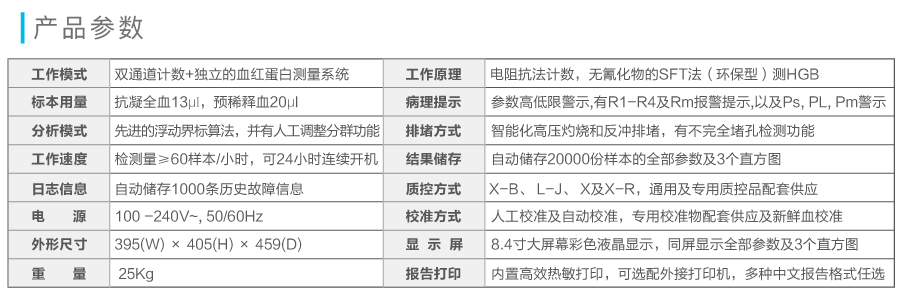 产品参数
工作模式 双通道计数+独立的血红蛋白测量系统 工作原理 电阻抗法计数，无氰化物的SFT法（环保型）测HGB
标本用量 抗凝全血13μl，预稀释血20μl 病理提示 参数高低限警示,有R1-R4及Rm报警提示,以及Ps, PL, Pm警示
分析模式 先进的浮动界标算法，并有人工调整分群功能 排堵方式 智能化高压灼烧和反冲排堵，有不完全堵孔检测功能
工作速度 检测量≥60样本/小时，可24小时连续开机 结果储存 自动储存20000份样本的全部参数及3个直方图
日志信息 自动储存1000条历史故障信息 质控方式 X-B、L-J、X及X-R，通用及专用质控品配套供应
电 源 100 -240V~, 50/60Hz 校准方式 人工校准及自动校准，专用校准物配套供应及新鲜血校准
外形尺寸 395(W) × 405(H) × 459(D) 显 示 屏 8.4寸大屏幕彩色液晶显示，同屏显示全部参数及3个直方图
重 量 25Kg 报告打印 内置高效热敏打印，可选配外接打印机，多种中文报告格式任选